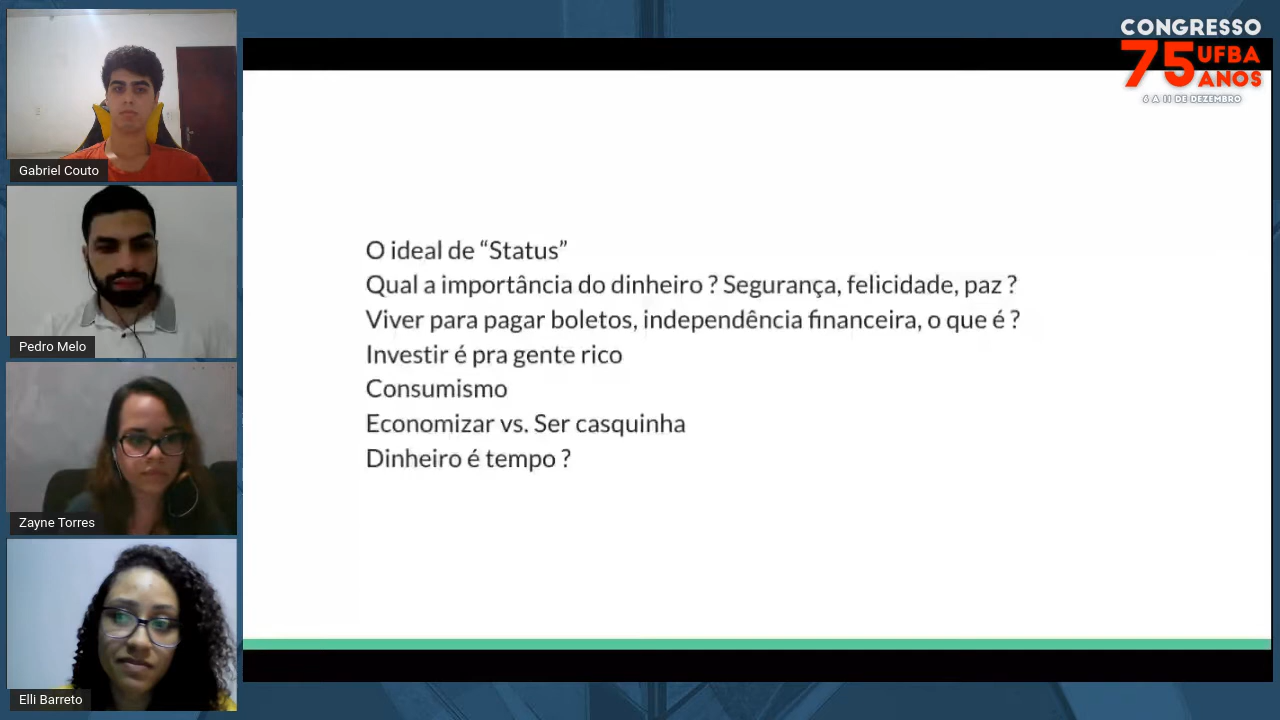 CONGRESSO
75 UFBA
ANOS
6 A 11 DE DEZEMBRO
Gabriel Couto
Pedro Melo
Zayne Torres
Elli Barreto
O ideal de “Status”
Qual a importância do dinheiro ? Segurança, felicidade, paz ?
Viver para pagar boletos, independência financeira, o que é ?
Investir é pra gente rico
Consumismo
Economizar vs. Ser casquinha
Dinheiro é tempo ?